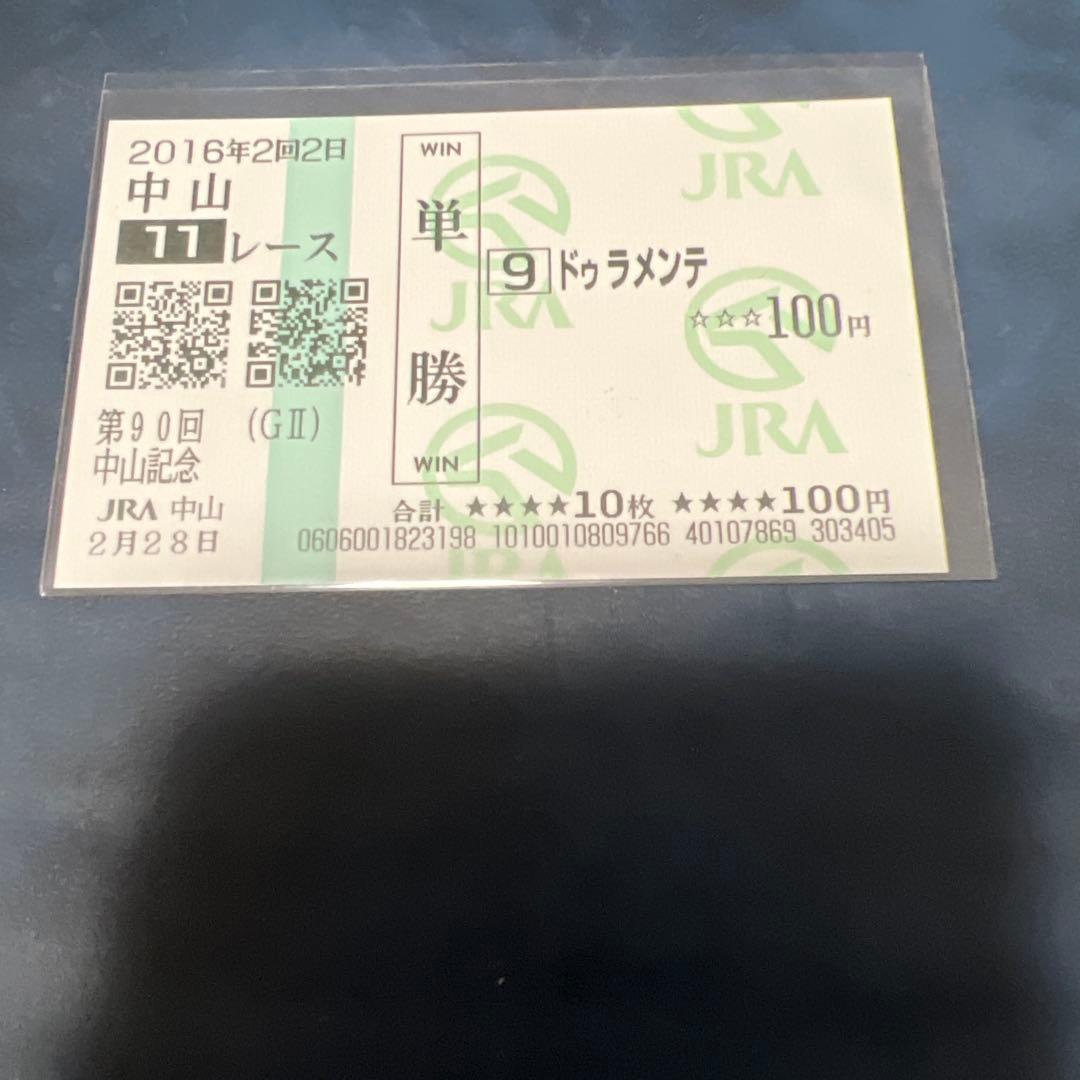 2016年2回2日
中山
11レース
第90回 (GⅡ)
中山記念
JRA 中山
2月28日
WIN
単勝
WIN
9 ドゥラメンテ
☆☆☆100円
合計 ★★★★10枚 ★★★★100円
0606001823198 1010010809766 40107869 303405
JRA
JRA
JRA
JRA